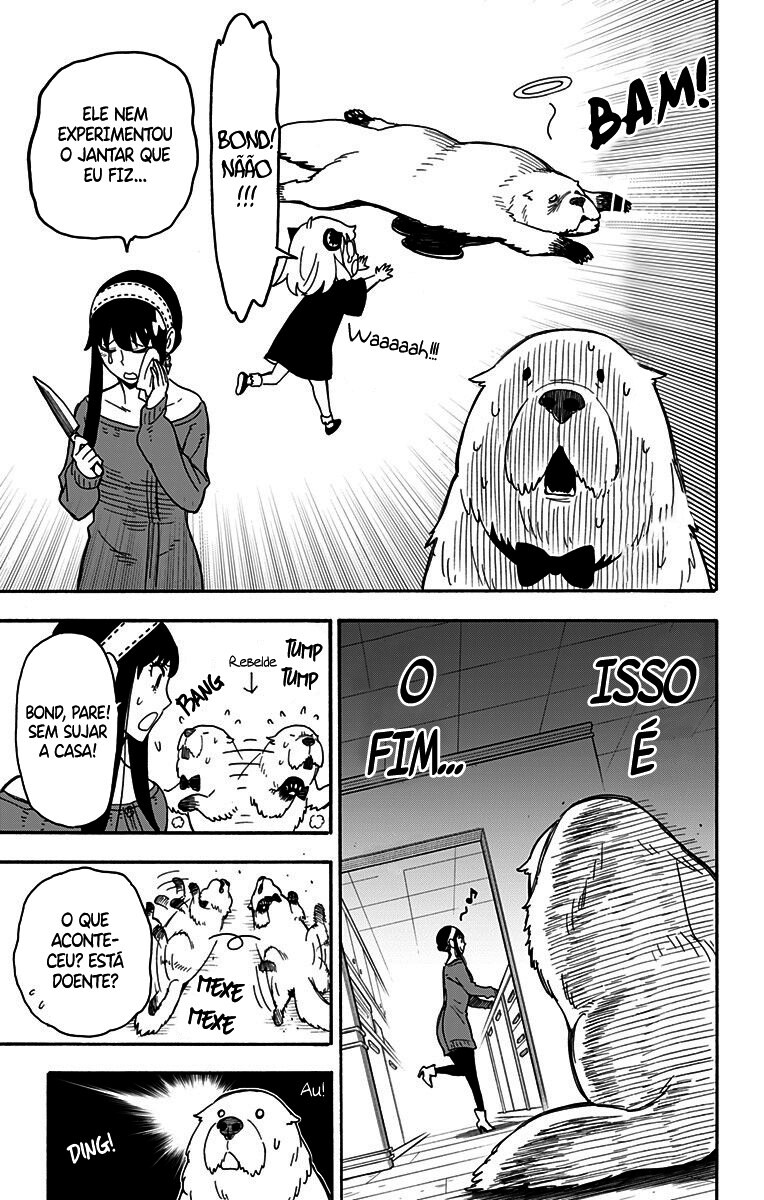 BAM!
BOND!
NÃÃO
!!!
ELE NEM
EXPERIMENTOU
O JANTAR QUE
EU FIZ...
Waaaaah!!!
ISSO
É
O
FIM...
TUMP
TUMP
Rebelde
BANG
BOND, PARE!
SEM SUJAR
A CASA!
O QUE
ACONTE-
CEU? ESTÁ
DOENTE?
MEXE
MEXE
Au!
DING!